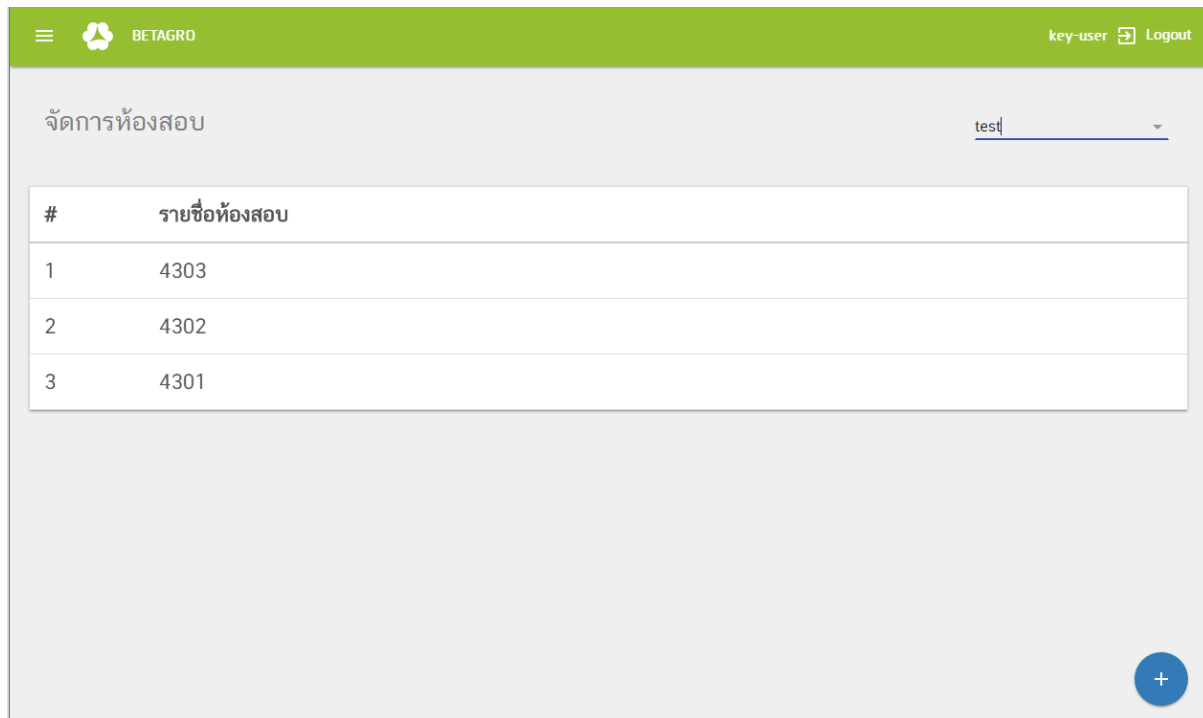 BETAGRO
key-user Logout
จัดการห้องสอบ
test
# รายชื่อห้องสอบ
1 4303
2 4302
3 4301
+